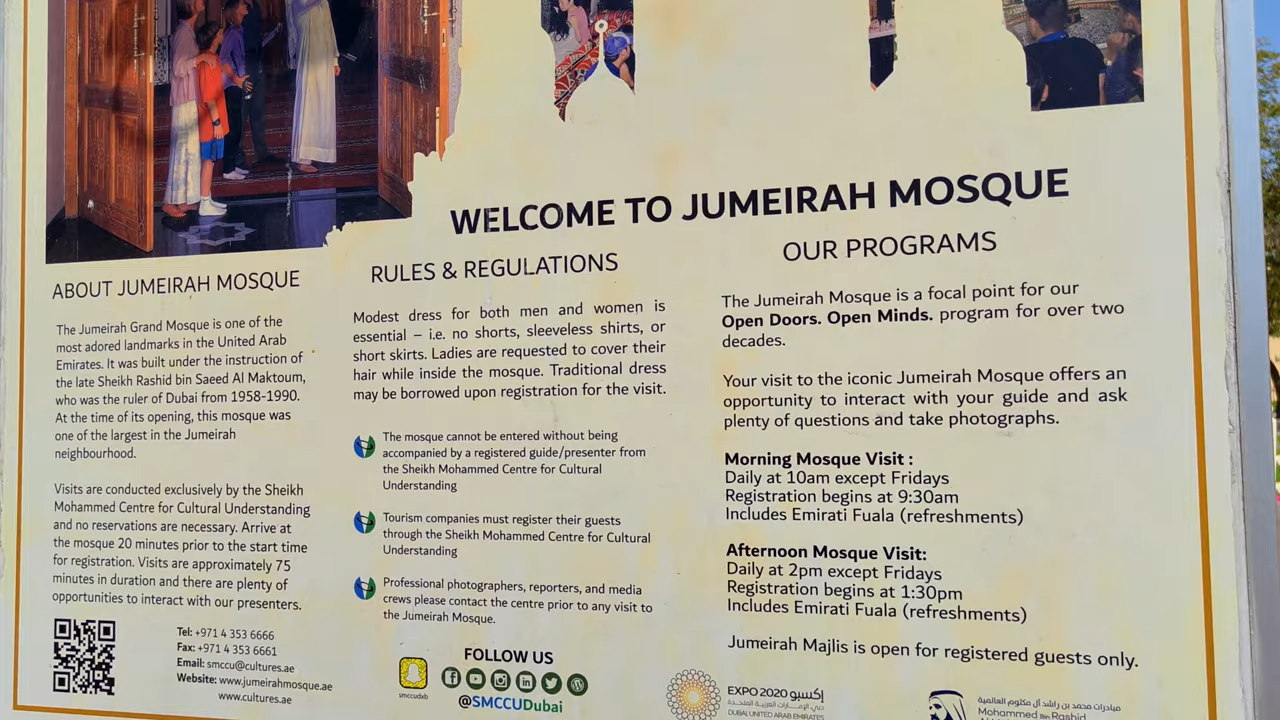 WELCOME TO JUMEIRAH MOSQUE
ABOUT JUMEIRAH MOSQUE
The Jumeirah Grand Mosque is one of the
most adored landmarks in the United Arab
Emirates. It was built under the instruction of
the late Sheikh Rashid bin Saeed Al Maktoum,
who was the ruler of Dubai from 1958-1990.
At the time of its opening, this mosque was
one of the largest in the Jumeirah
neighbourhood.
Visits are conducted exclusively by the Sheikh
Mohammed Centre for Cultural Understanding
and no reservations are necessary. Arrive at
the mosque 20 minutes prior to the start time
for registration. Visits are approximately 75
minutes in duration and there are plenty of
opportunities to interact with our presenters.
Tel: +971 4 353 6666
Fax: +971 4 353 6661
Email: smccu@cultures.ae
Website: www.jumeirahmosque.ae
www.cultures.ae
RULES & REGULATIONS
Modest dress for both men and women is
essential – i.e. no shorts, sleeveless shirts, or
short skirts. Ladies are requested to cover their
hair while inside the mosque. Traditional dress
may be borrowed upon registration for the visit.
The mosque cannot be entered without being
accompanied by a registered guide/presenter from
the Sheikh Mohammed Centre for Cultural
Understanding
Tourism companies must register their guests
through the Sheikh Mohammed Centre for Cultural
Understanding
Professional photographers, reporters, and media
crews please contact the centre prior to any visit to
the Jumeirah Mosque.
FOLLOW US
smccudxb
@SMCCUDubai
OUR PROGRAMS
The Jumeirah Mosque is a focal point for our
Open Doors. Open Minds. program for over two
decades.
Your visit to the iconic Jumeirah Mosque offers an
opportunity to interact with your guide and ask
plenty of questions and take photographs.
Morning Mosque Visit :
Daily at 10am except Fridays
Registration begins at 9:30am
Includes Emirati Fuala (refreshments)
Afternoon Mosque Visit:
Daily at 2pm except Fridays
Registration begins at 1:30pm
Includes Emirati Fuala (refreshments)
Jumeirah Majlis is open for registered guests only.
EXPO 2020 إكسبو
دبي، الإمارات العربية المتحدة
DUBAI, UNITED ARAB EMIRATES
مبادرات محمد بن راشد آل مكتوم العالمية
Mohammed Bin Rashid